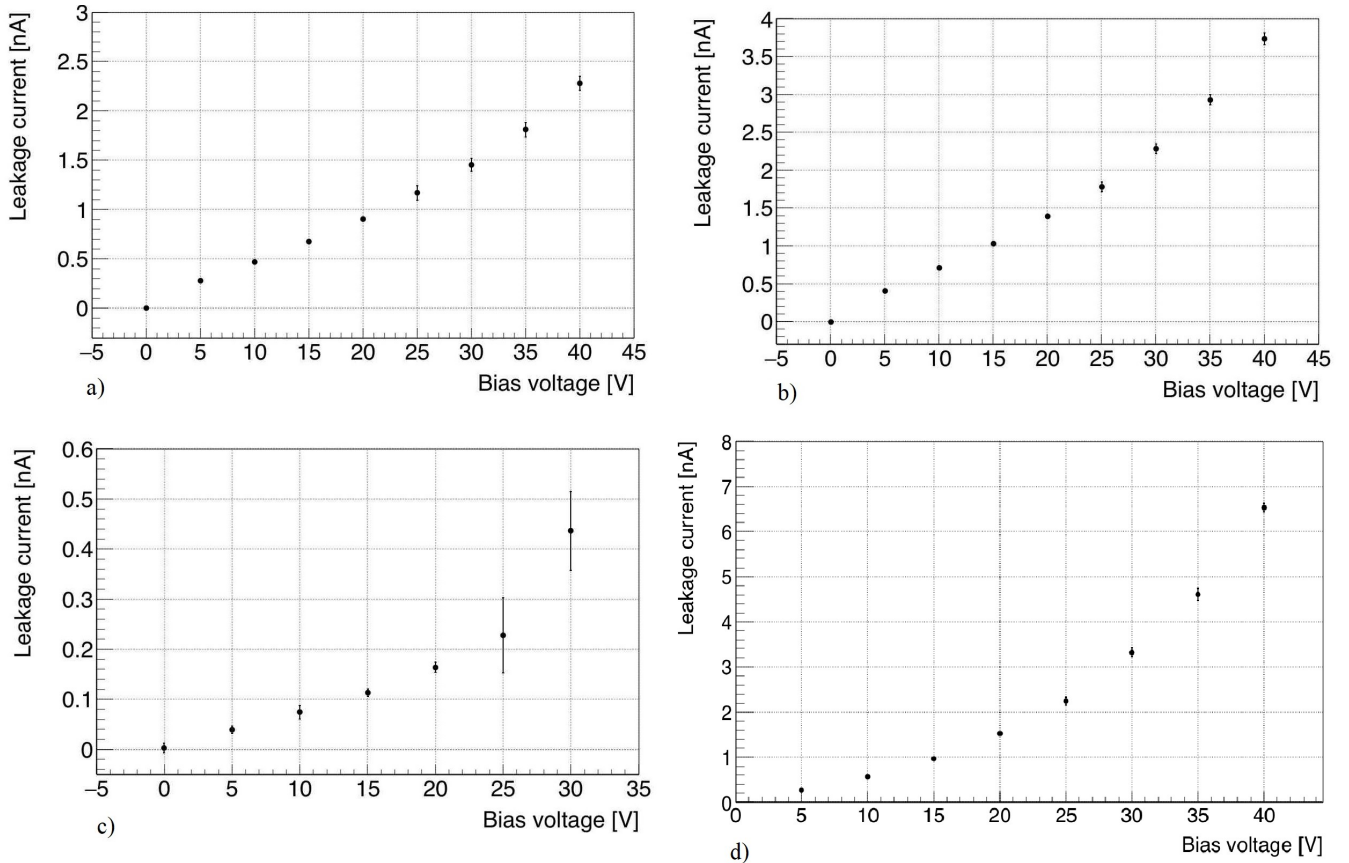 3
2.5
2
1.5
1
0.5
0
Leakage current [nA]
−5 0 5 10 15 20 25 30 35 40 45
Bias voltage [V]
a)
4
3.5
3
2.5
2
1.5
1
0.5
0
Leakage current [nA]
−5 0 5 10 15 20 25 30 35 40 45
Bias voltage [V]
b)
0.6
0.5
0.4
0.3
0.2
0.1
0
Leakage current [nA]
−5 0 5 10 15 20 25 30 35
Bias voltage [V]
c)
8
7
6
5
4
3
2
1
0
Leakage current [nA]
0 5 10 15 20 25 30 35 40
Bias voltage [V]
d)